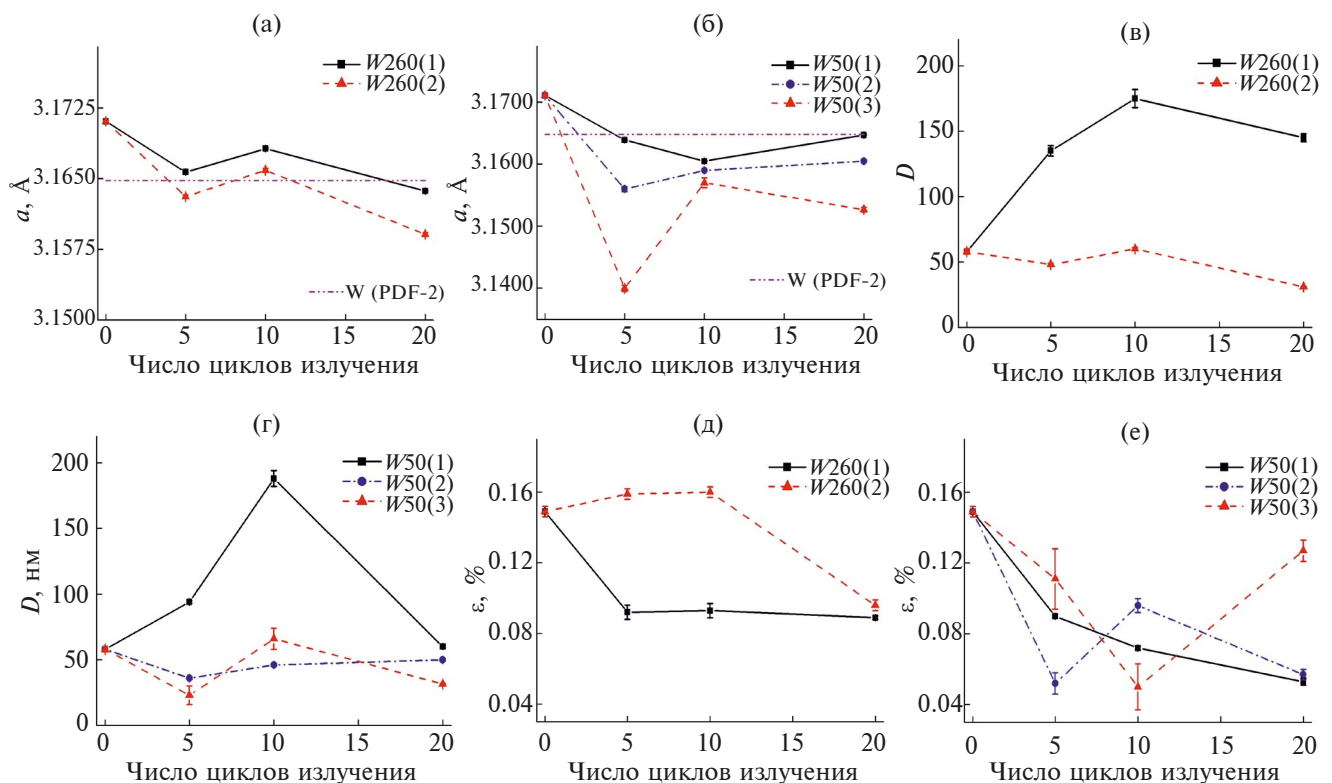 (а)
W260(1)
W260(2)
3.1725
3.1650
3.1575
3.1500
a, Å
W (PDF-2)
0 5 10 15 20
Число циклов излучения
(б)
W50(1)
W50(2)
W50(3)
3.1700
3.1600
3.1500
3.1400
a, Å
W (PDF-2)
0 5 10 15 20
Число циклов излучения
(в)
W260(1)
W260(2)
200
150
100
50
0
D
0 5 10 15 20
Число циклов излучения
(г)
W50(1)
W50(2)
W50(3)
200
150
100
50
0
D, нм
0 5 10 15 20
Число циклов излучения
(д)
W260(1)
W260(2)
0.16
0.12
0.08
0.04
ε, %
0 5 10 15 20
Число циклов излучения
(е)
W50(1)
W50(2)
W50(3)
0.16
0.12
0.08
0.04
ε, %
0 5 10 15 20
Число циклов излучения